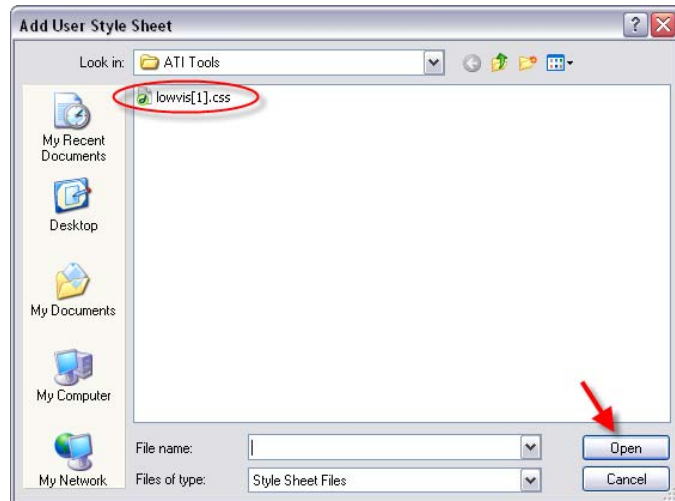 Add User Style Sheet
Look in: ATI Tools
lowvis[1].css
My Recent
Documents
Desktop
My Documents
My Computer
My Network
File name:
Open
Files of type: Style Sheet Files
Cancel